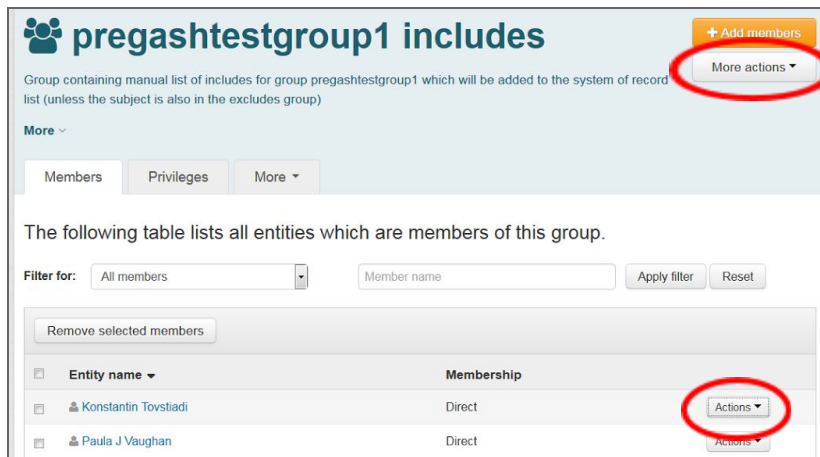 pregashtestgroup1 includes
+ Add members
More actions
Group containing manual list of includes for group pregashtestgroup1 which will be added to the system of record
list (unless the subject is also in the excludes group)
More
Members Privileges More
The following table lists all entities which are members of this group.
Filter for: All members Member name Apply filter Reset
Remove selected members
Entity name Membership
Konstantin Tovstiadi Direct Actions
Paula J Vaughan Direct Actions